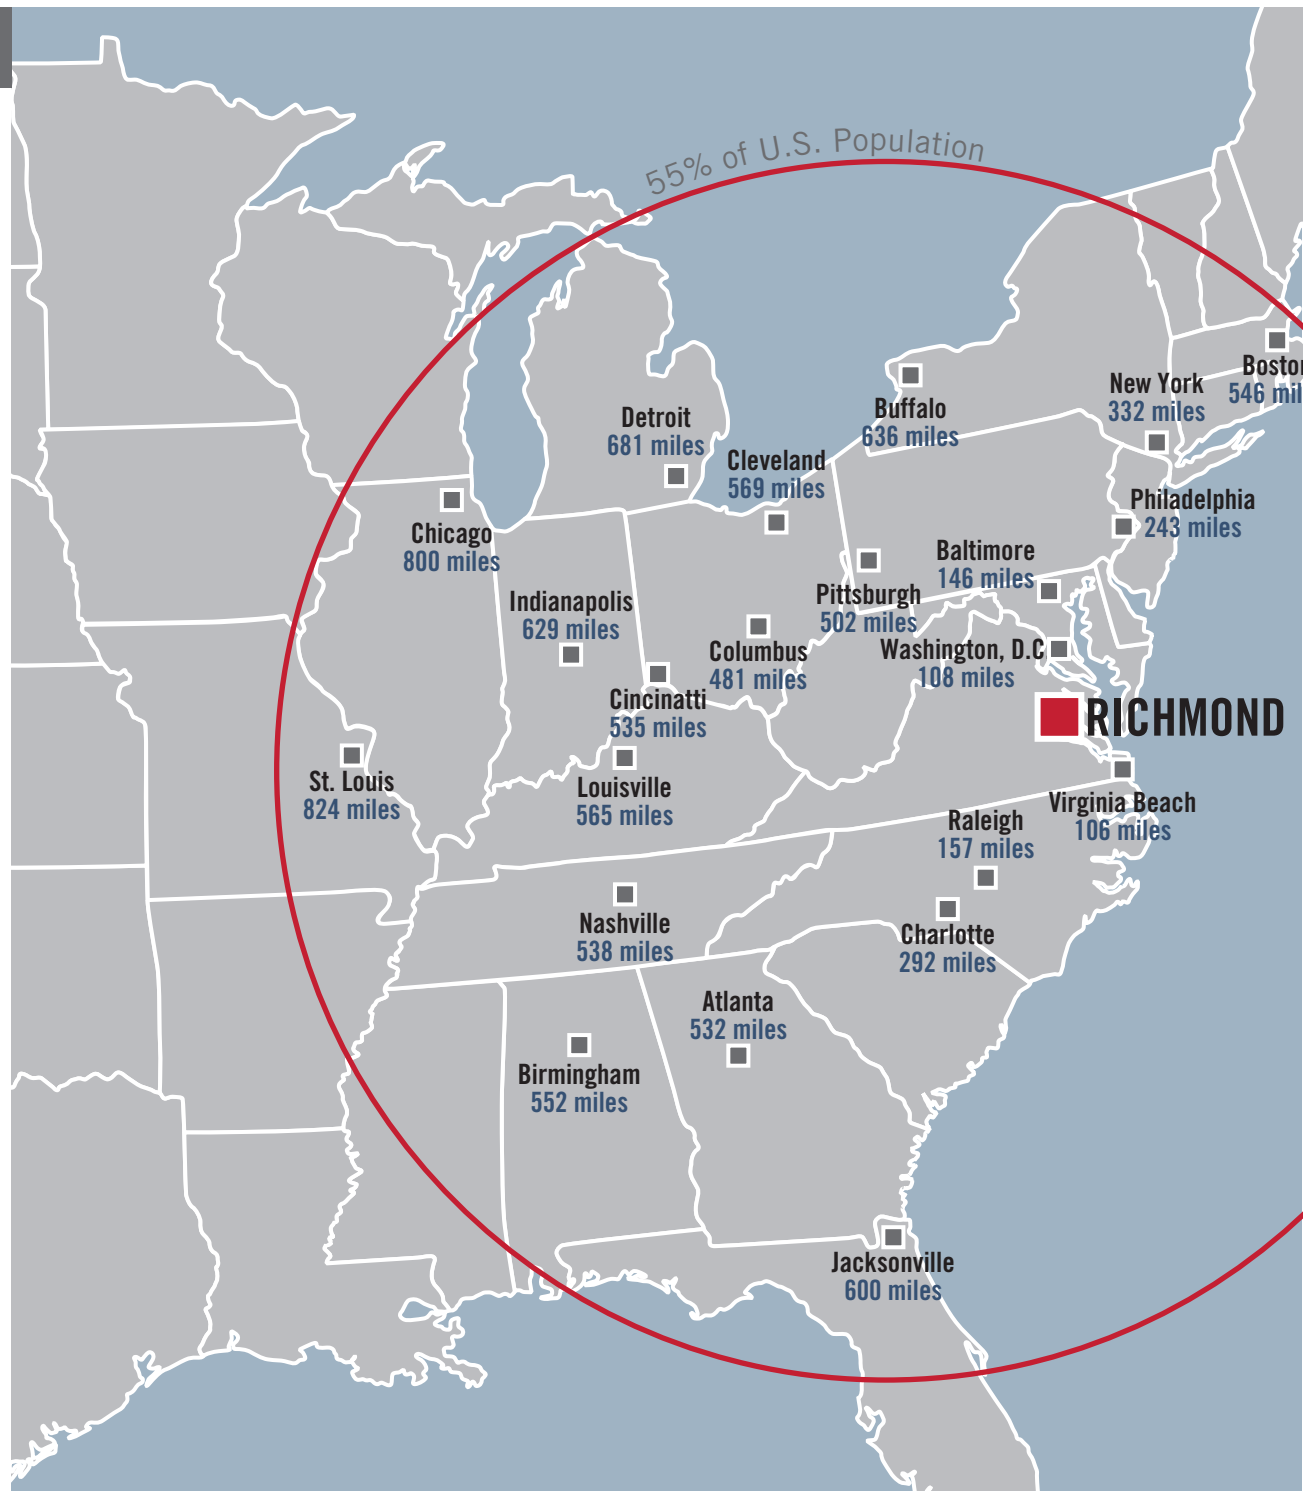 55% of U.S. Population
Boston
546 mil
New York
332 miles
Buffalo
636 miles
Detroit
681 miles
Cleveland
569 miles
Philadelphia
243 miles
Chicago
800 miles
Baltimore
146 miles
Pittsburgh
502 miles
Indianapolis
629 miles
Columbus
481 miles
Washington, D.C
108 miles
Cincinatti
535 miles
RICHMOND
St. Louis
824 miles
Louisville
565 miles
Virginia Beach
106 miles
Raleigh
157 miles
Nashville
538 miles
Charlotte
292 miles
Atlanta
532 miles
Birmingham
552 miles
Jacksonville
600 miles